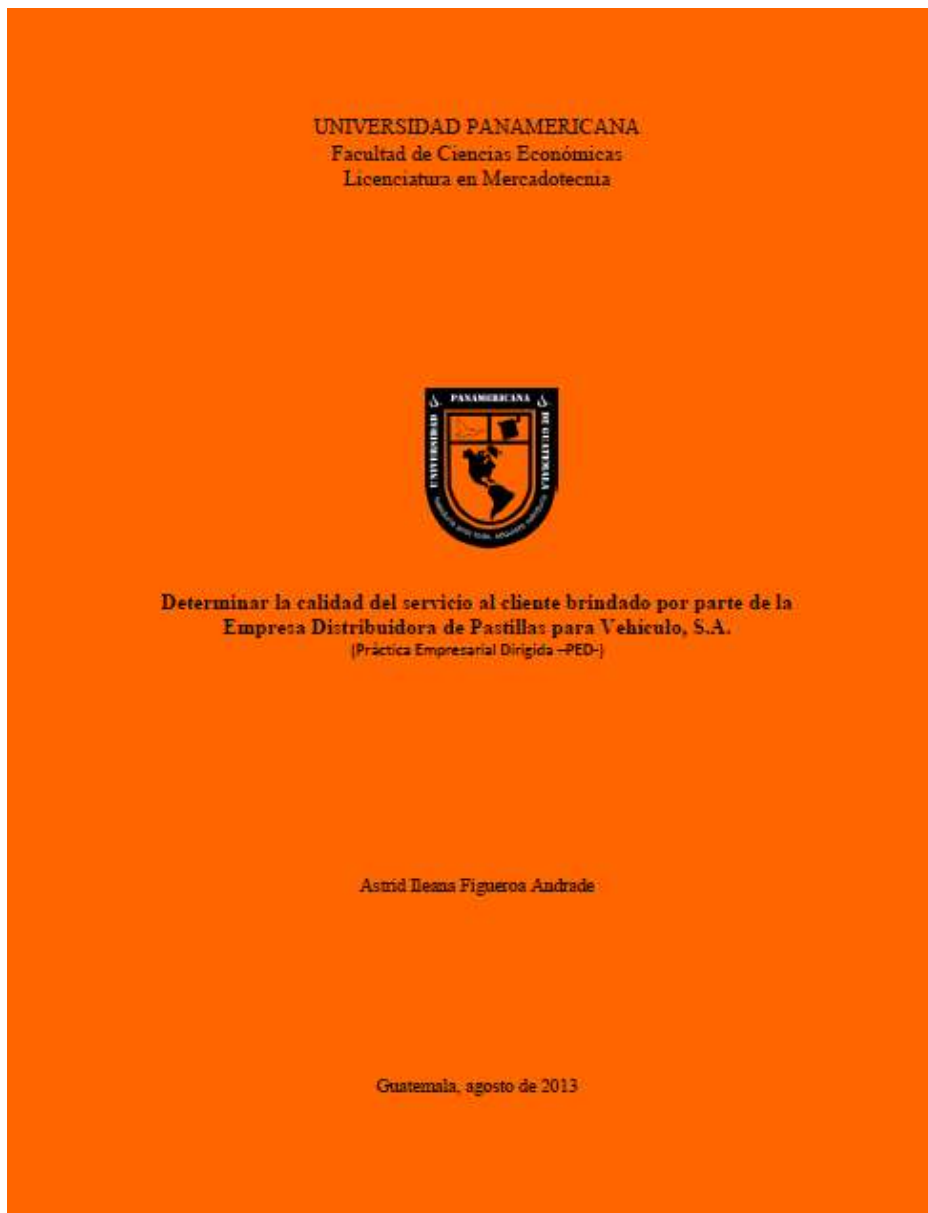 UNIVERSIDAD PANAMERICANA
Facultad de Ciencias Económicas
Licenciatura en Mercadotecnia
UNIVERSIDAD PANAMERICANA DE GUATEMALA
Determinar la calidad del servicio al cliente brindado por parte de la
Empresa Distribuidora de Pastillas para Vehículo, S.A.
(Práctica Empresarial Dirigida –PED-)
Astrid Ileana Figueroa Andrade
Guatemala, agosto de 2013